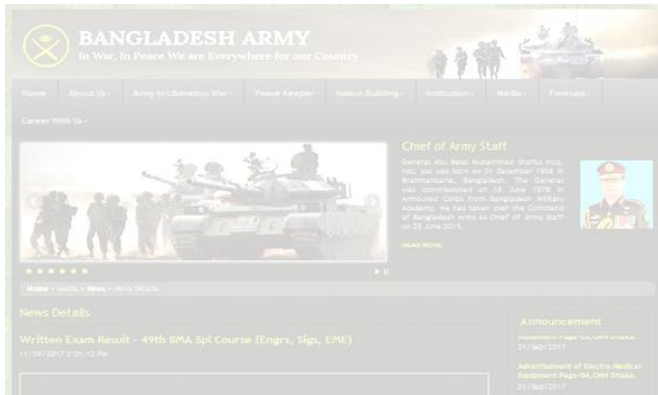 BANGLADESH ARMY
In War, In Peace We are Everywhere for our Country
Home About Us Army in Liberation War Peace Keeper Nation Building Institution Media Forecast
Career With Us
Chief of Army Staff
General Abu Belal Muhammad Shafiul Huq,
ndc, psc was born on 01 December 1958 in
Brahmanbaria, Bangladesh. The General
was commissioned on 18 June 1978 in
Armoured Corps from Bangladesh Military
Academy. He has taken over the Command
of Bangladesh Army as Chief of Army Staff
on 25 June 2015.
READ MORE
Home » Media » News » News Details
News Details
Written Exam Result - 49th BMA Spl Course (Engrs, Sigs, EME)
11/09/2017 2:01:12 PM
Announcement
Equipment Page-05, CMH Dhaka.
21/Sep/2017
Advertisement of Electro Medical
Equipment Page-04, CMH Dhaka.
21/Sep/2017